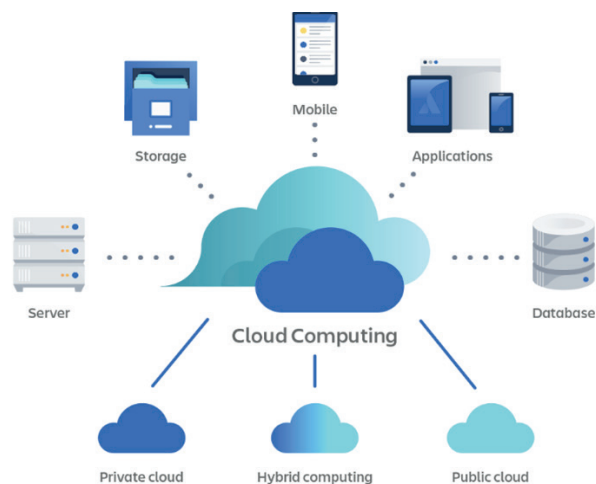 Mobile
Storage
Applications
Server
Database
Cloud Computing
Private cloud
Hybrid computing
Public cloud